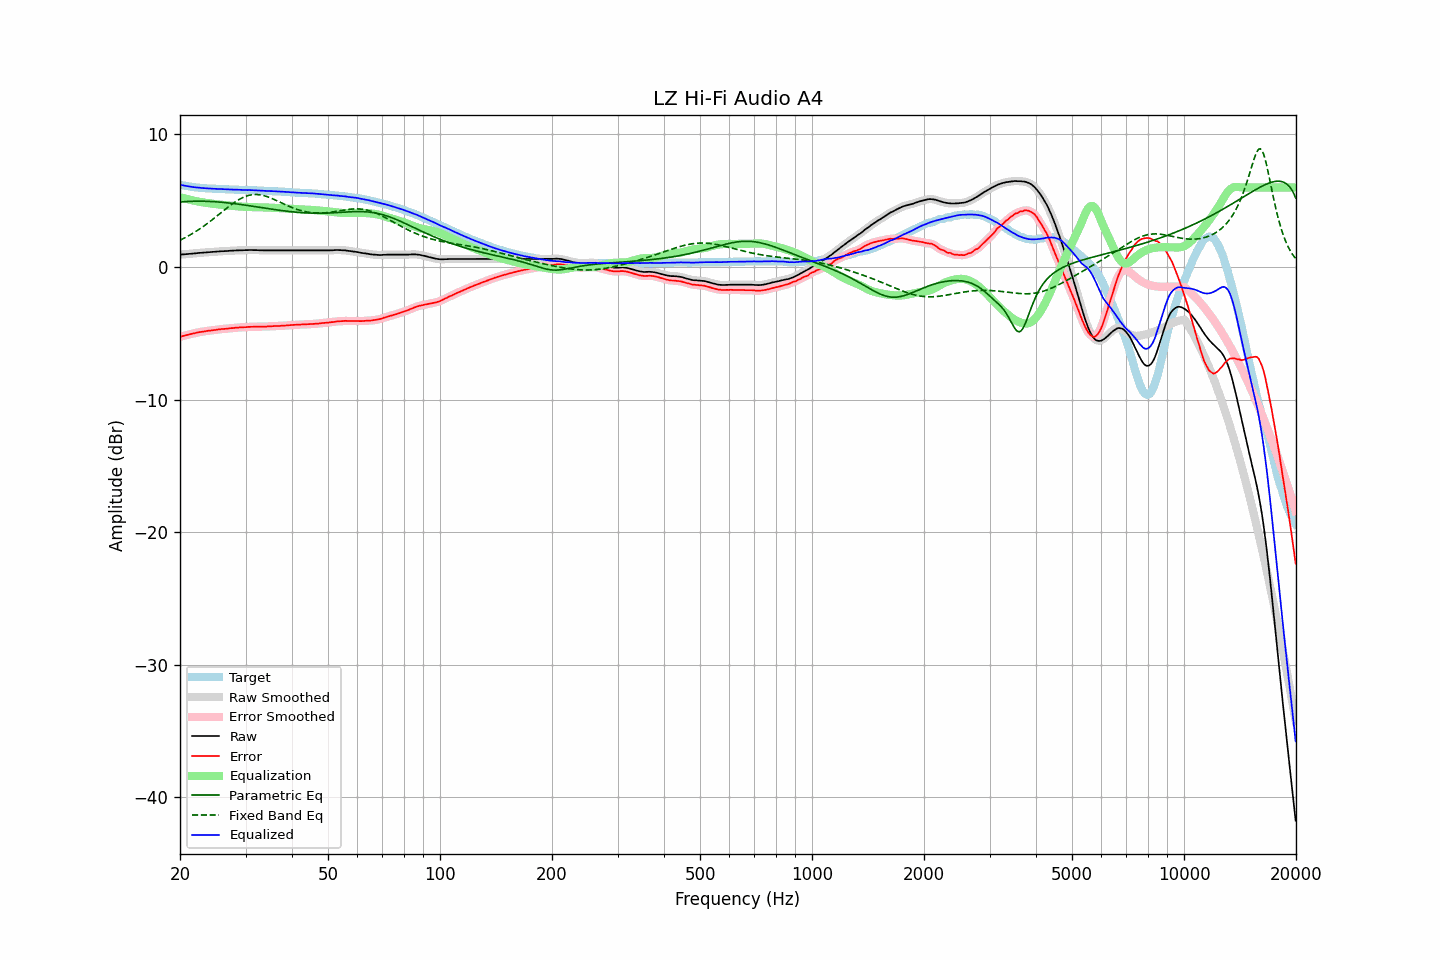 LZ Hi-Fi Audio A4
10
0
−10
−20
−30
−40
Amplitude (dBr)
Target
Raw Smoothed
Error Smoothed
Raw
Error
Equalization
Parametric Eq
Fixed Band Eq
Equalized
20 50 100 200 500 1000 2000 5000 10000 20000
Frequency (Hz)